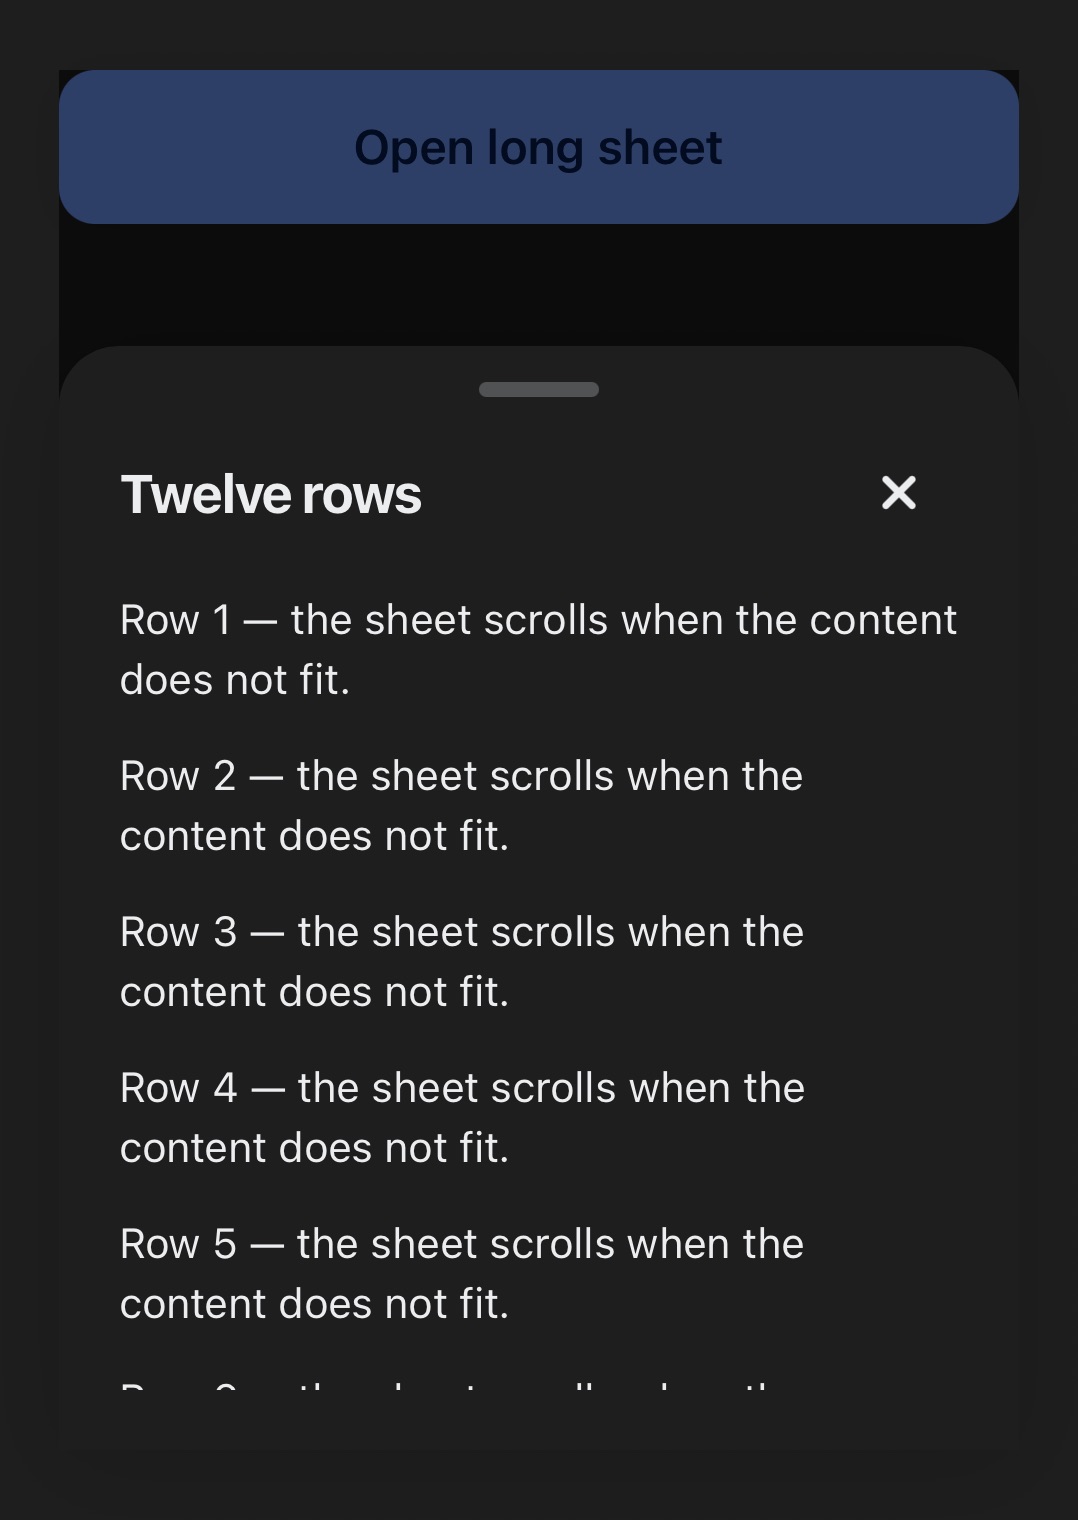 Open long sheet
Twelve rows
Row 1 — the sheet scrolls when the content
does not fit.
Row 2 — the sheet scrolls when the
content does not fit.
Row 3 — the sheet scrolls when the
content does not fit.
Row 4 — the sheet scrolls when the
content does not fit.
Row 5 — the sheet scrolls when the
content does not fit.